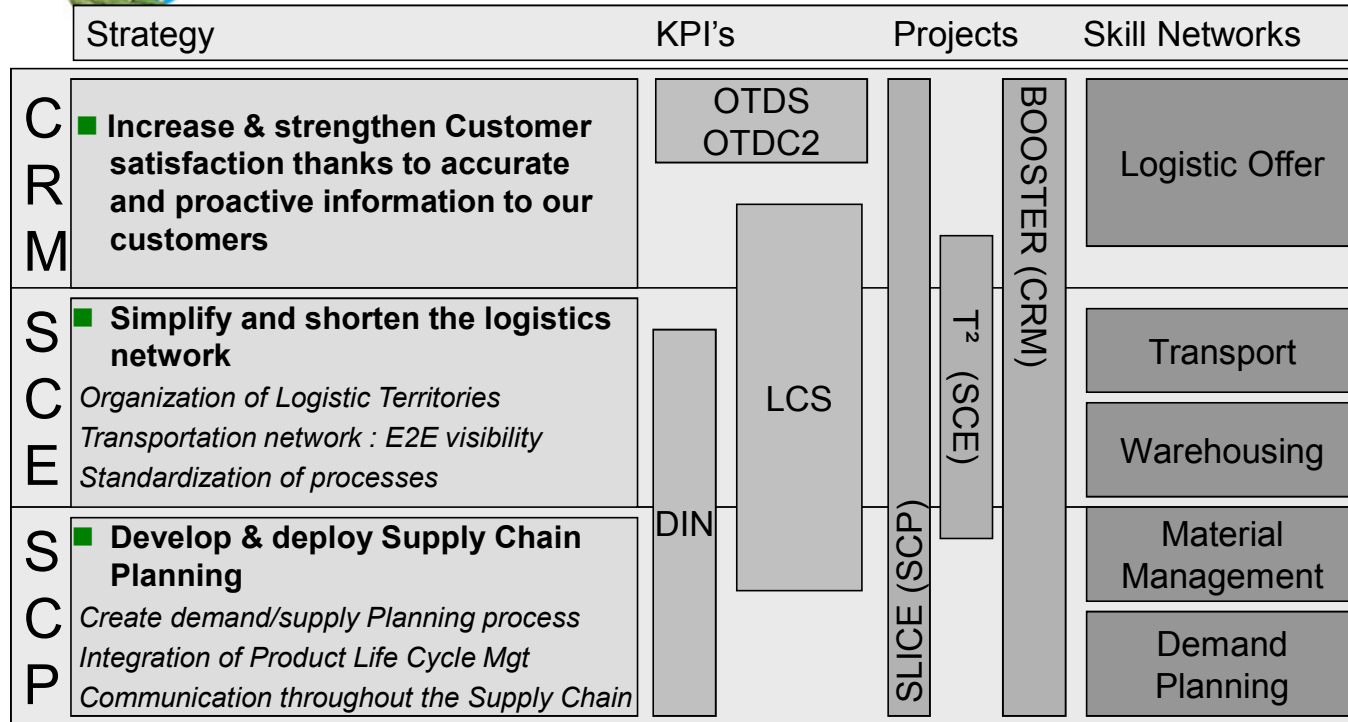 Strategy
KPI's
Projects
Skill Networks
CRM
■ Increase & strengthen Customer
satisfaction thanks to accurate
and proactive information to our
customers
SCE
■ Simplify and shorten the logistics
network
Organization of Logistic Territories
Transportation network : E2E visibility
Standardization of processes
SCP
■ Develop & deploy Supply Chain
Planning
Create demand/supply Planning process
Integration of Product Life Cycle Mgt
Communication throughout the Supply Chain
OTDS
OTDC2
LCS
DIN
SLICE (SCP)
T² (SCE)
BOOSTER (CRM)
Logistic Offer
Transport
Warehousing
Material
Management
Demand
Planning